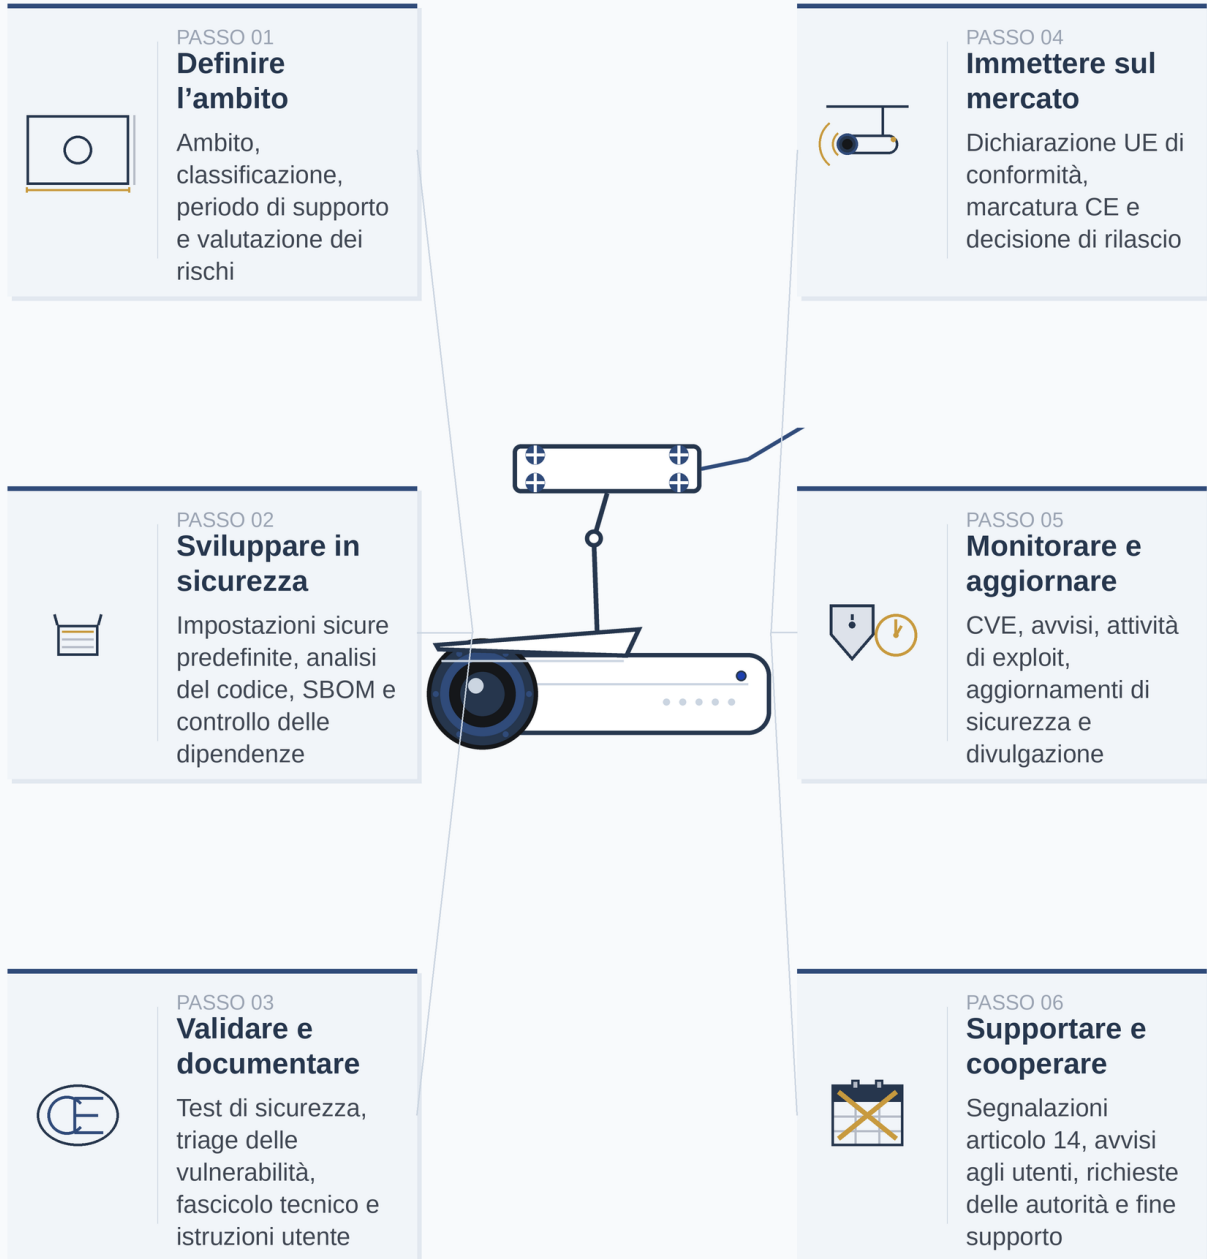 PASSO 01
Definire
l’ambito
Ambito,
classificazione,
periodo di supporto
e valutazione dei
rischi
PASSO 02
Sviluppare in
sicurezza
Impostazioni sicure
predefinite, analisi
del codice, SBOM e
controllo delle
dipendenze
PASSO 03
Validare e
documentare
Test di sicurezza,
triage delle
vulnerabilità,
fascicolo tecnico e
istruzioni utente
PASSO 04
Immettere sul
mercato
Dichiarazione UE di
conformità,
marcatura CE e
decisione di rilascio
PASSO 05
Monitorare e
aggiornare
CVE, avvisi, attività
di exploit,
aggiornamenti di
sicurezza e
divulgazione
PASSO 06
Supportare e
cooperare
Segnalazioni
articolo 14, avvisi
agli utenti, richieste
delle autorità e fine
supporto